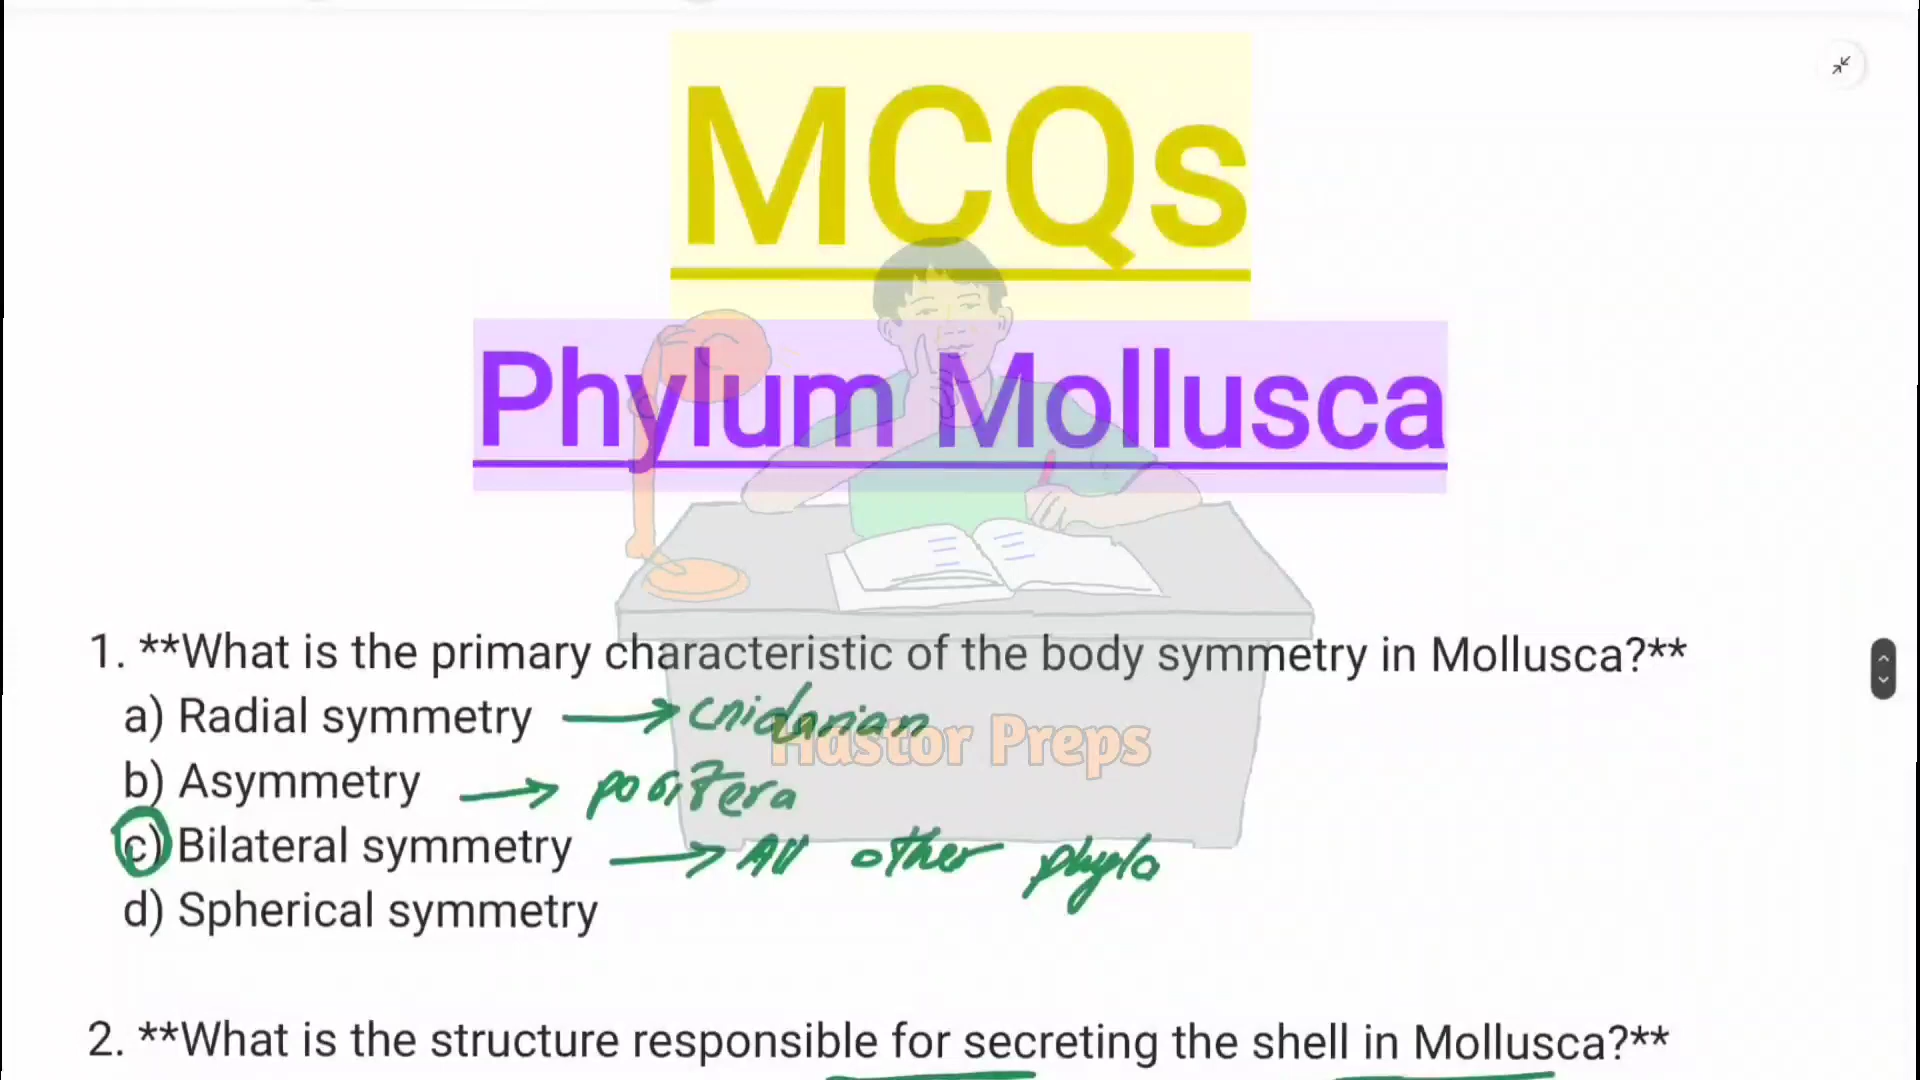 MCQs
Phylum Mollusca
1. **What is the primary characteristic of the body symmetry in Mollusca?**
a) Radial symmetry → cnidarian
Hastor Preps
b) Asymmetry → porifera
c) Bilateral symmetry → All other phyla
d) Spherical symmetry
2. **What is the structure responsible for secreting the shell in Mollusca?**